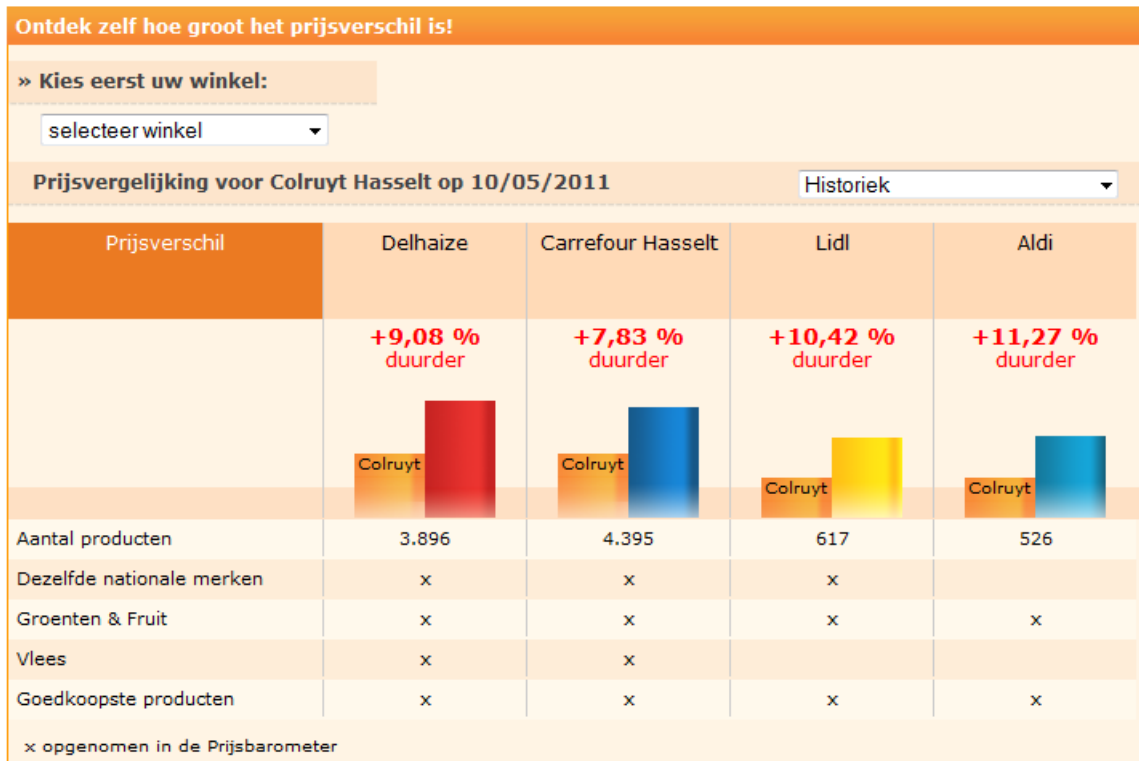 Ontdek zelf hoe groot het prijsverschil is!
» Kies eerst uw winkel:
selecteer winkel
Prijsvergelijking voor Colruyt Hasselt op 10/05/2011 Historiek
Prijsverschil Delhaize Carrefour Hasselt Lidl Aldi
+9,08 % +7,83 % +10,42 % +11,27 %
duurder duurder duurder duurder
Colruyt Colruyt Colruyt Colruyt
Aantal producten 3.896 4.395 617 526
Dezelfde nationale merken x x x
Groenten & Fruit x x x x
Vlees x x
Goedkoopste producten x x x x
x opgenomen in de Prijsbarometer